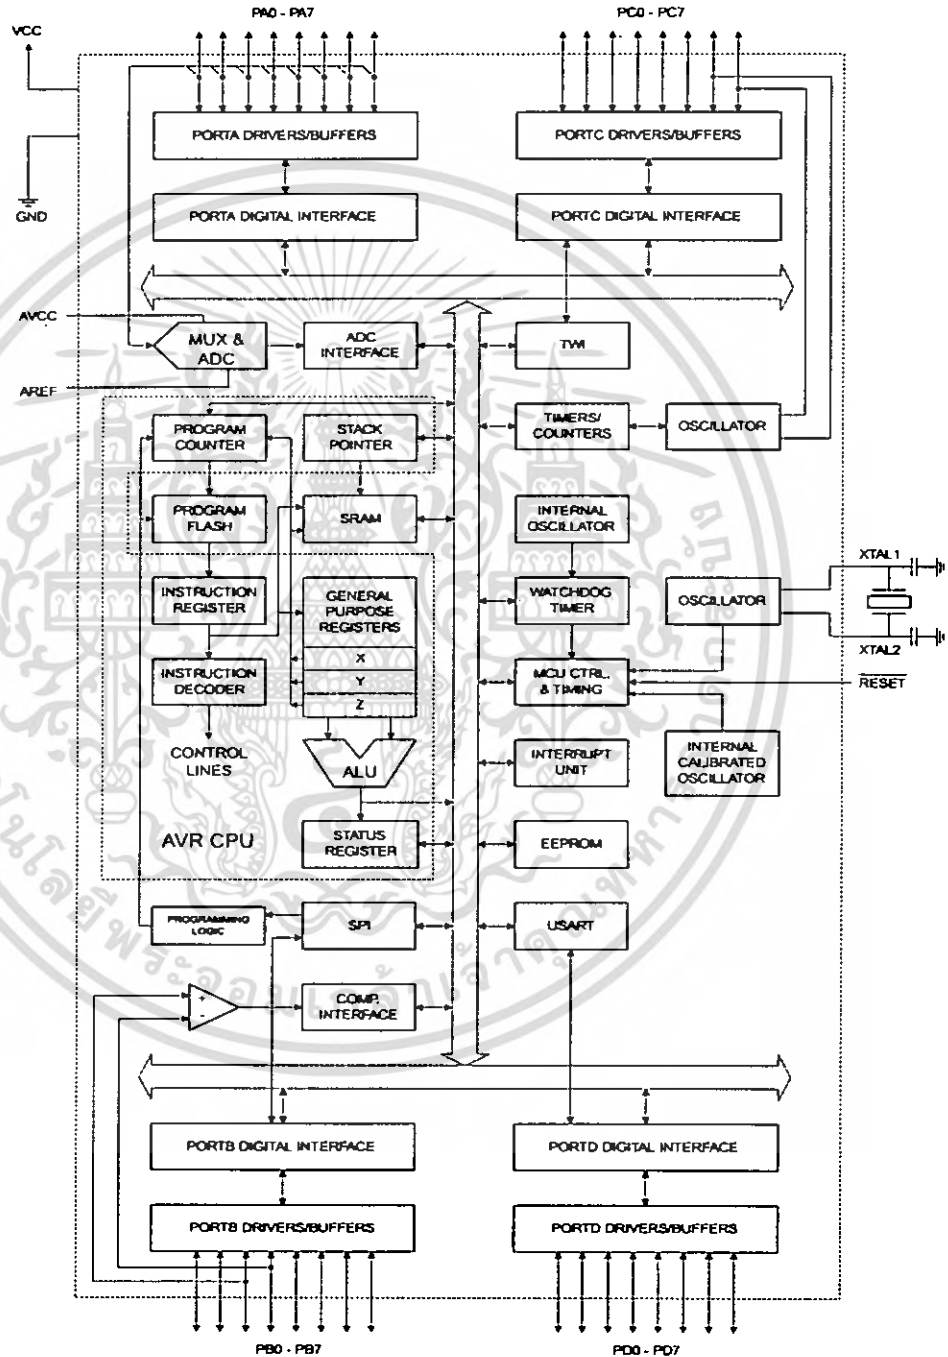 PA0 - PA7
PC0 - PC7
VCC
PORTA DRIVERS/BUFFERS
PORTC DRIVERS/BUFFERS
PORTA DIGITAL INTERFACE
PORTC DIGITAL INTERFACE
GND
AVCC
MUX &
ADC
ADC
INTERFACE
TWI
AREF
PROGRAM
COUNTER
STACK
POINTER
TIMERS/
COUNTERS
OSCILLATOR
PROGRAM
FLASH
SRAM
INTERNAL
OSCILLATOR
XTAL1
INSTRUCTION
REGISTER
GENERAL
PURPOSE
REGISTERS
WATCHDOG
TIMER
OSCILLATOR
XTAL2
X
INSTRUCTION
DECODER
Y
MCU CTRL.
& TIMING
RESET
Z
CONTROL
LINES
ALU
INTERRUPT
UNIT
INTERNAL
CALIBRATED
OSCILLATOR
AVR CPU
STATUS
REGISTER
EEPROM
PROGRAMMING
LOGIC
SPI
USART
+
-
COMP.
INTERFACE
PORTB DIGITAL INTERFACE
PORTD DIGITAL INTERFACE
PORTB DRIVERS/BUFFERS
PORTD DRIVERS/BUFFERS
PB0 - PB7
PD0 - PD7